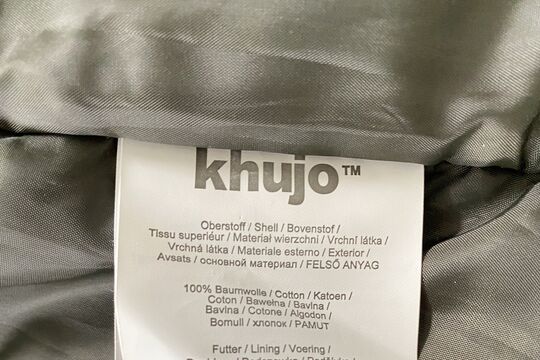 khujo™
Oberstoff / Shell / Bovenstof /
Tissu superiéur / Materiał wierzchni / Vrchní látka /
Vrchná látka / Materiale esterno / Exterior /
Avsats / основной материал / FELSŐ ANYAG
100% Baumwolle / Cotton / Katoen /
Coton / Bawełna / Bavlna /
Bavlna / Cotone / Algodon /
Bomull / хлопок / PAMUT
Futter / Lining / Voering /